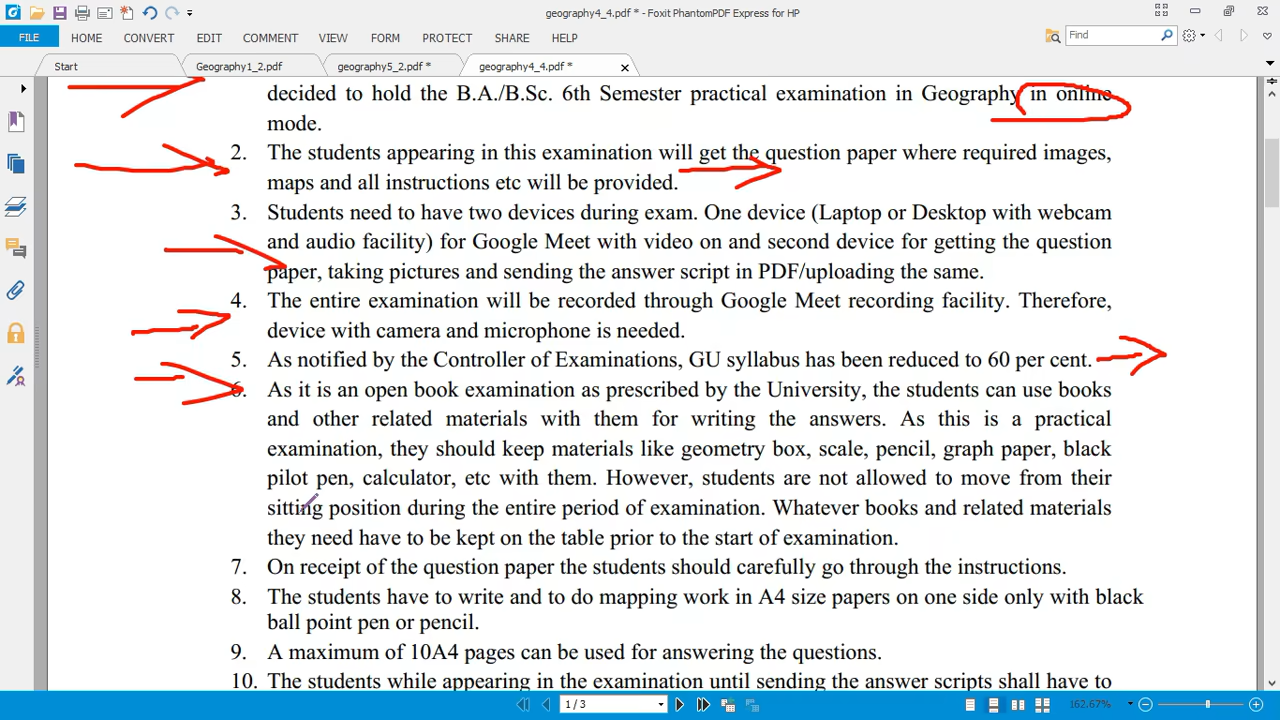 geography4_4.pdf * - Foxit PhantomPDF Express for HP
FILE HOME CONVERT EDIT COMMENT VIEW FORM PROTECT SHARE HELP Find
Start Geography1_2.pdf geography5_2.pdf * geography4_4.pdf *
decided to hold the B.A./B.Sc. 6th Semester practical examination in Geography in online
mode.
2. The students appearing in this examination will get the question paper where required images,
maps and all instructions etc will be provided.
3. Students need to have two devices during exam. One device (Laptop or Desktop with webcam
and audio facility) for Google Meet with video on and second device for getting the question
paper, taking pictures and sending the answer script in PDF/uploading the same.
4. The entire examination will be recorded through Google Meet recording facility. Therefore,
device with camera and microphone is needed.
5. As notified by the Controller of Examinations, GU syllabus has been reduced to 60 per cent.
6. As it is an open book examination as prescribed by the University, the students can use books
and other related materials with them for writing the answers. As this is a practical
examination, they should keep materials like geometry box, scale, pencil, graph paper, black
pilot pen, calculator, etc with them. However, students are not allowed to move from their
sitting position during the entire period of examination. Whatever books and related materials
they need have to be kept on the table prior to the start of examination.
7. On receipt of the question paper the students should carefully go through the instructions.
8. The students have to write and to do mapping work in A4 size papers on one side only with black
ball point pen or pencil.
9. A maximum of 10A4 pages can be used for answering the questions.
10. The students while appearing in the examination until sending the answer scripts shall have to
1 / 3 162.67%